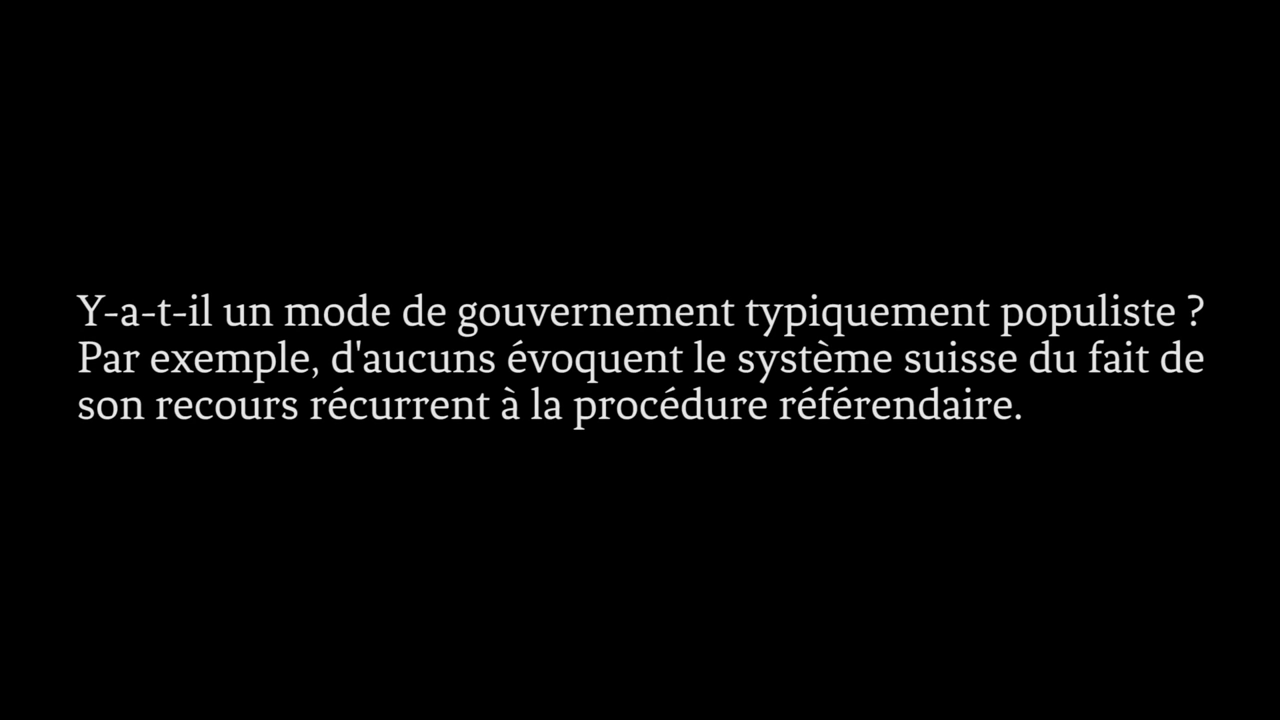 Y-a-t-il un mode de gouvernement typiquement populiste ?
Par exemple, d'aucuns évoquent le système suisse du fait de
son recours récurrent à la procédure référendaire.